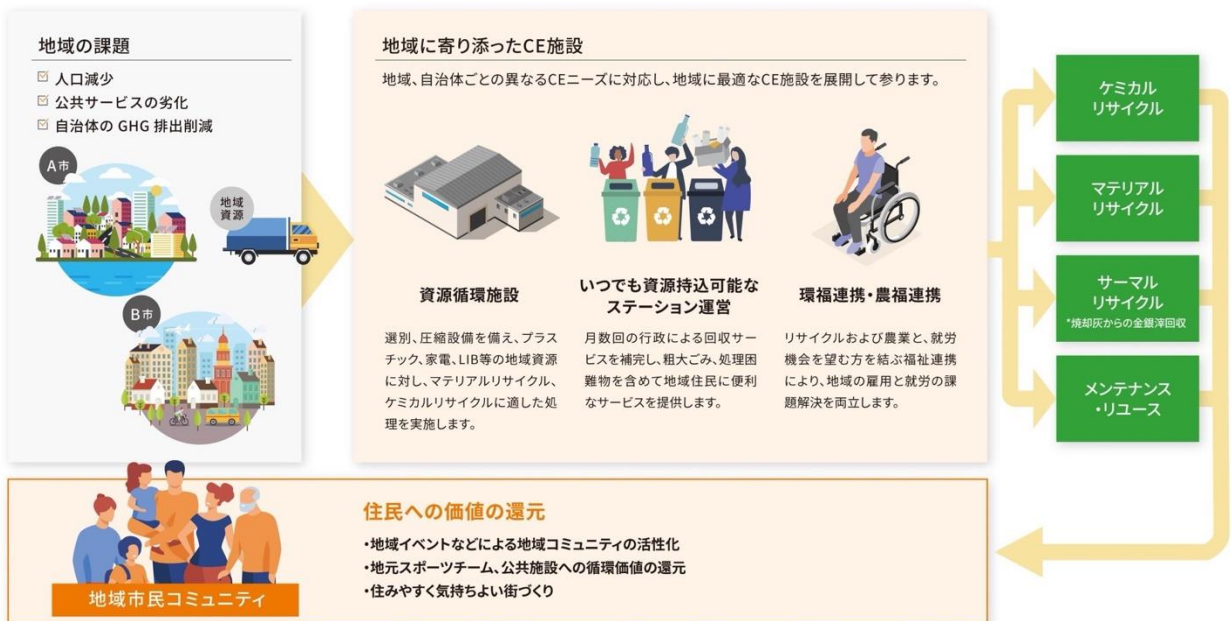 地域の課題
人口減少
公共サービスの劣化
自治体の GHG 排出削減
A市
地域
資源
B市
地域に寄り添ったCE施設
地域、自治体ごとの異なるCEニーズに対応し、地域に最適なCE施設を展開して参ります。
資源循環施設
選別、圧縮設備を備え、プラス
チック、家電、LIB等の地域資源
に対し、マテリアルリサイクル、
ケミカルリサイクルに適した処
理を実施します。
いつでも資源持込可能な
ステーション運営
月数回の行政による回収サー
ビスを補完し、粗大ごみ、処理困
難物を含めて地域住民に便利
なサービスを提供します。
環福連携・農福連携
リサイクルおよび農業と、就労
機会を望む方を結ぶ福祉連携
により、地域の雇用と就労の課
題解決を両立します。
ケミカル
リサイクル
マテリアル
リサイクル
サーマル
リサイクル
*焼却灰からの金銀滓回収
メンテナンス
・リユース
住民への価値の還元
・地域イベントなどによる地域コミュニティの活性化
・地元スポーツチーム、公共施設への循環価値の還元
・住みやすく気持ちよい街づくり
地域市民コミュニティ